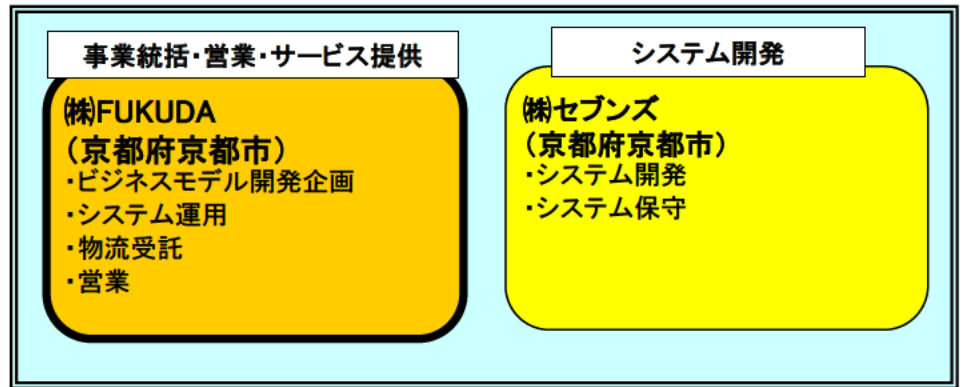 事業統括・営業・サービス提供
㈱FUKUDA
（京都府京都市）
・ビジネスモデル開発企画
・システム運用
・物流受託
・営業
システム開発
㈱セブンズ
（京都府京都市）
・システム開発
・システム保守